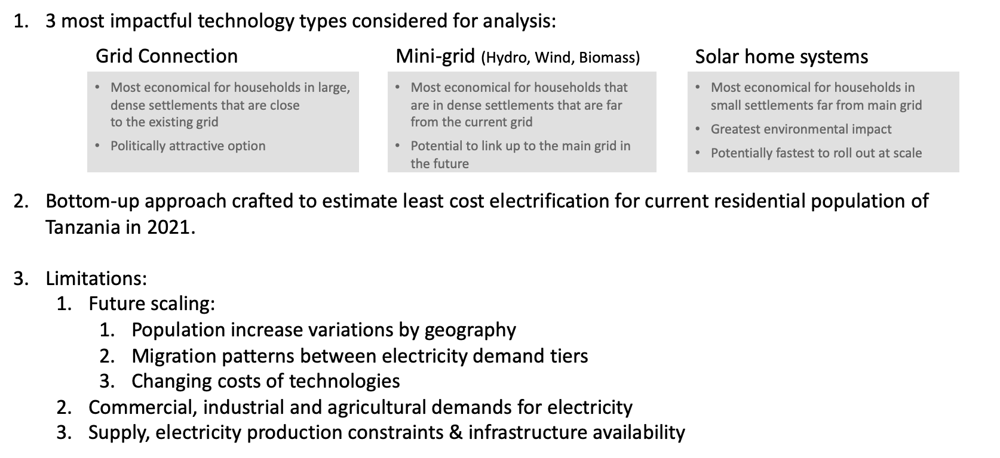 1. 3 most impactful technology types considered for analysis:
Grid Connection
• Most economical for households in large,
dense settlements that are close
to the existing grid
• Politically attractive option
Mini-grid (Hydro, Wind, Biomass)
• Most economical for households that
are in dense settlements that are far
from the current grid
• Potential to link up to the main grid in
the future
Solar home systems
• Most economical for households in
small settlements far from main grid
• Greatest environmental impact
• Potentially fastest to roll out at scale
2. Bottom-up approach crafted to estimate least cost electrification for current residential population of
Tanzania in 2021.
3. Limitations:
1. Future scaling:
1. Population increase variations by geography
2. Migration patterns between electricity demand tiers
3. Changing costs of technologies
2. Commercial, industrial and agricultural demands for electricity
3. Supply, electricity production constraints & infrastructure availability